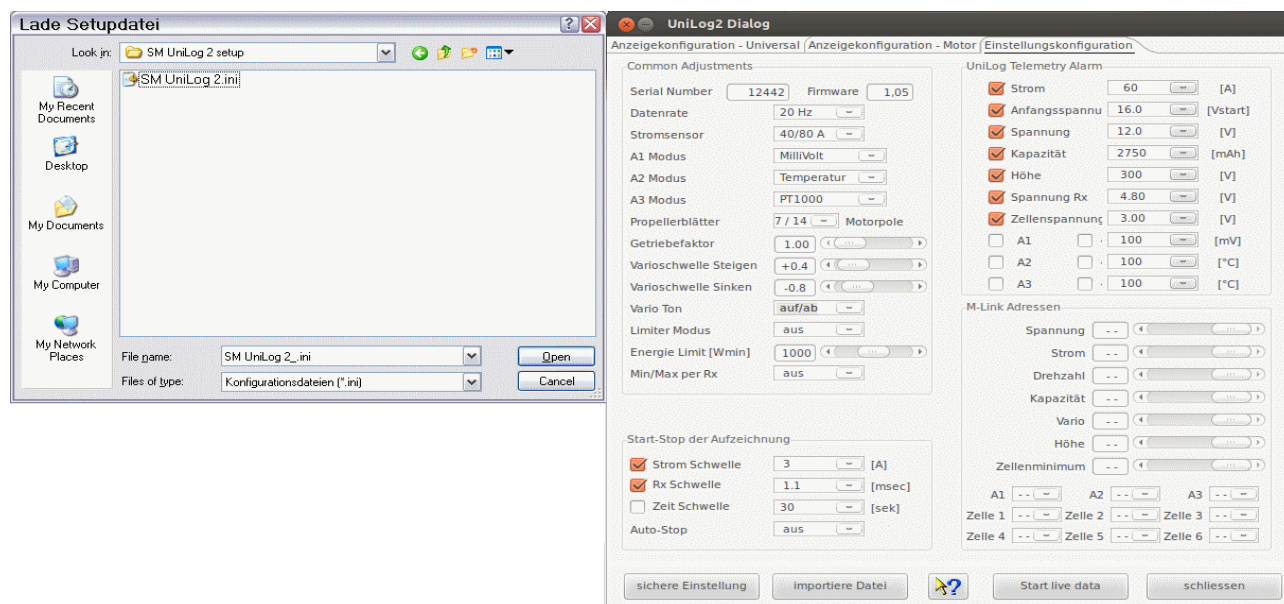 Lade Setupdatei
Look in: SM UniLog 2 setup
SM UniLog 2.ini
My Recent
Documents
Desktop
My Documents
My Computer
My Network
Places
File name: SM UniLog 2_.ini Open
Files of type: Konfigurationsdateien (*.ini) Cancel
UniLog2 Dialog
Anzeigekonfiguration - Universal Anzeigekonfiguration - Motor Einstellungskonfiguration
Common Adjustments
Serial Number 12442 Firmware 1,05
Datenrate 20 Hz
Stromsensor 40/80 A
A1 Modus MilliVolt
A2 Modus Temperatur
A3 Modus PT1000
Propellerblätter 7 / 14 Motorpole
Getriebefaktor 1.00
Varioschwelle Steigen +0.4
Varioschwelle Sinken -0.8
Vario Ton auf/ab
Limiter Modus aus
Energie Limit [Wmin] 1000
Min/Max per Rx aus
Start-Stop der Aufzeichnung
Strom Schwelle 3 [A]
Rx Schwelle 1.1 [msec]
Zeit Schwelle 30 [sek]
Auto-Stop aus
UniLog Telemetry Alarm
Strom 60 [A]
Anfangsspannu 16.0 [Vstart]
Spannung 12.0 [V]
Kapazität 2750 [mAh]
Höhe 300 [V]
Spannung Rx 4.80 [V]
Zellenspannung 3.00 [V]
A1 100 [mV]
A2 100 [°C]
A3 100 [°C]
M-Link Adressen
Spannung - -
Strom - -
Drehzahl - -
Kapazität - -
Vario - -
Höhe - -
Zellenminimum - -
A1 - - A2 - - A3 - -
Zelle 1 - - Zelle 2 - - Zelle 3 - -
Zelle 4 - - Zelle 5 - - Zelle 6 - -
sichere Einstellung importiere Datei Start live data schliessen